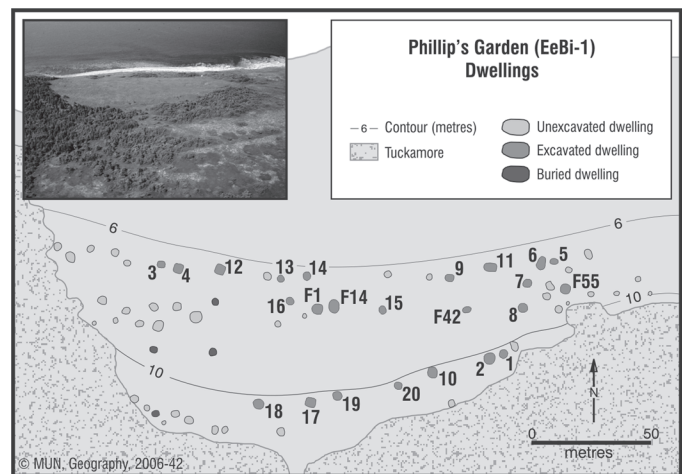 Phillip's Garden (EeBi-1)
Dwellings
–6– Contour (metres)
Tuckamore
Unexcavated dwelling
Excavated dwelling
Buried dwelling
6
6
3
4
12
13
14
9
11
6
5
7
F55
16
F1
F14
15
F42
8
10
10
2
1
10
20
19
17
18
N
0
50
metres
© MUN, Geography, 2006-42